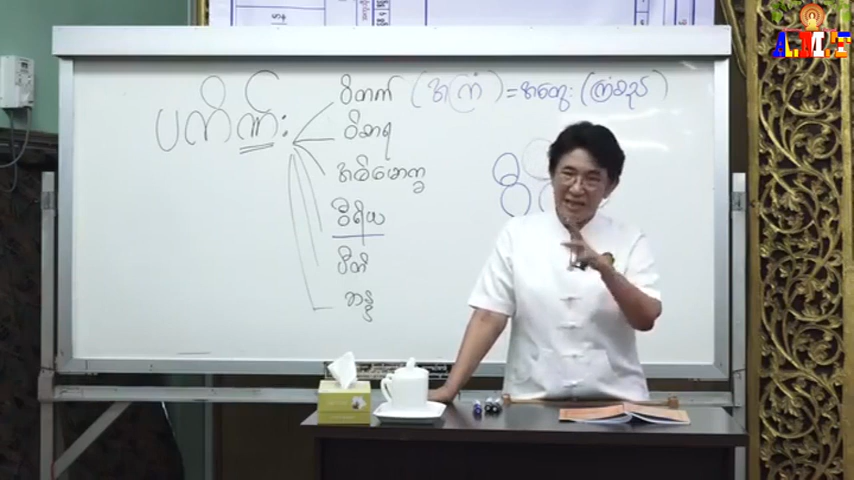 ပကိဏ်း
ဝိတက် (အကြံ) = အတွေး (ကြံစည်)
ဝိစာရ
အဓိမောက္ခ
ဝီရိယ
ပီတိ
ဆန္ဒ
A.M.T